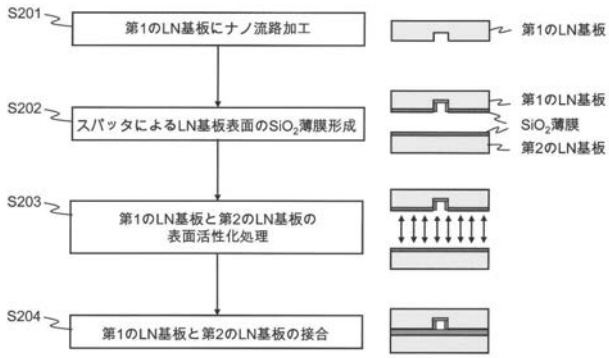 S201
第1のLN基板にナノ流路加工
第1のLN基板
S202
スパッタによるLN基板表面のSiO₂薄膜形成
第1のLN基板
SiO₂薄膜
第2のLN基板
S203
第1のLN基板と第2のLN基板の
表面活性化処理
S204
第1のLN基板と第2のLN基板の接合